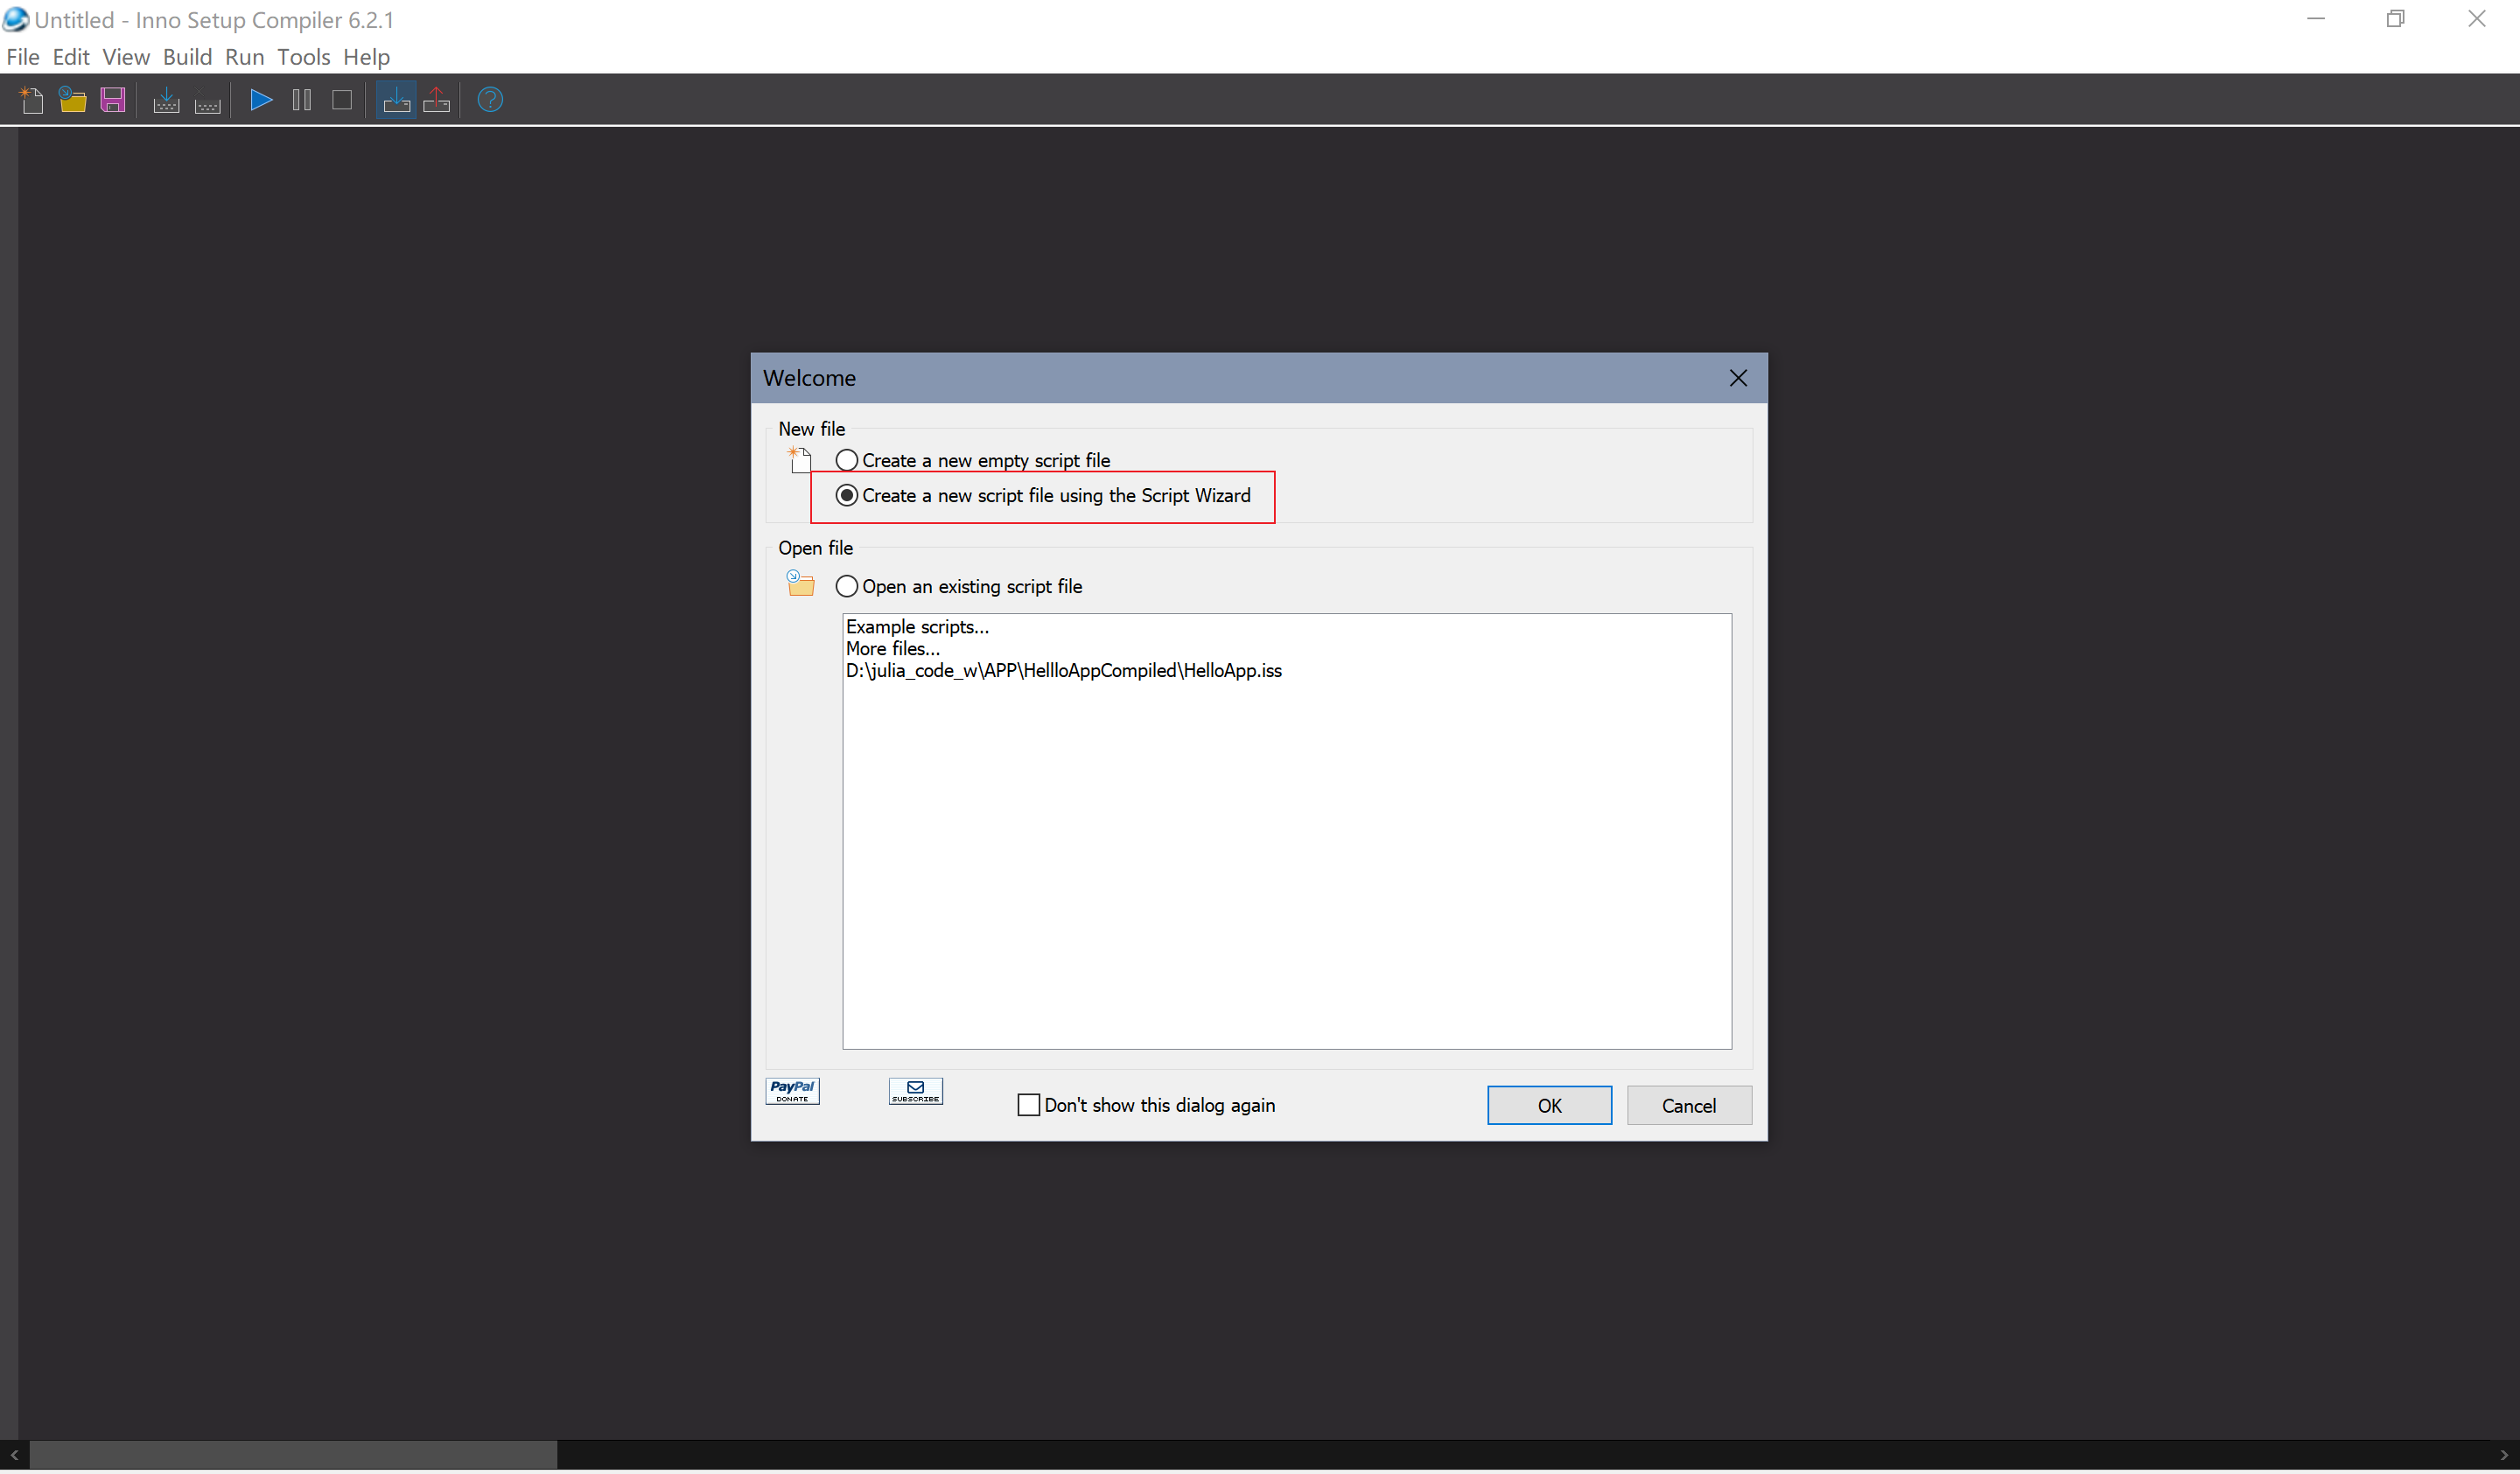 Untitled - Inno Setup Compiler 6.2.1
File Edit View Build Run Tools Help
Welcome
New file
Create a new empty script file
Create a new script file using the Script Wizard
Open file
Open an existing script file
Example scripts...
More files...
D:\julia_code_w\APP\HellloAppCompiled\HelloApp.iss
PayPal
DONATE
SUBSCRIBE
Don't show this dialog again
OK
Cancel